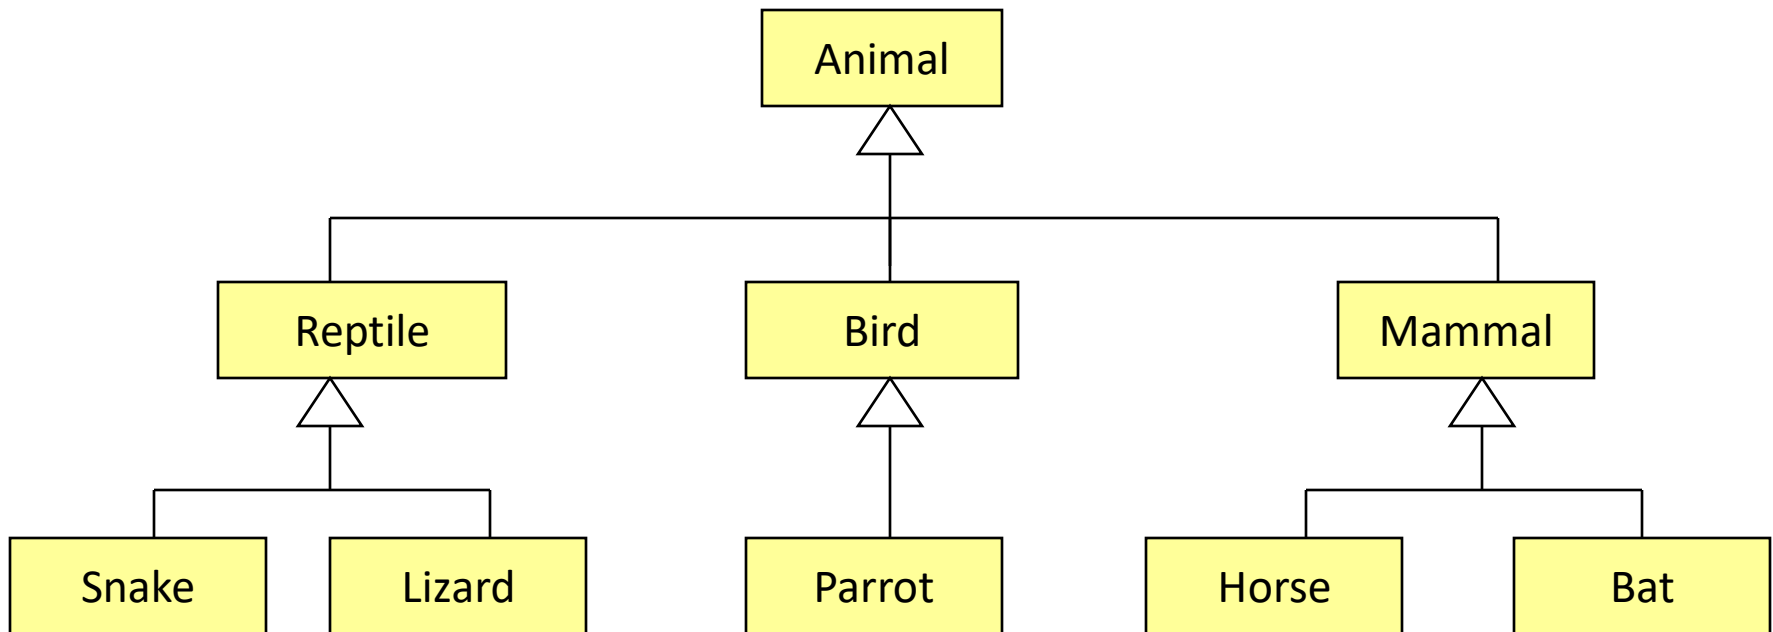 Animal
Reptile
Bird
Mammal
Snake
Lizard
Parrot
Horse
Bat